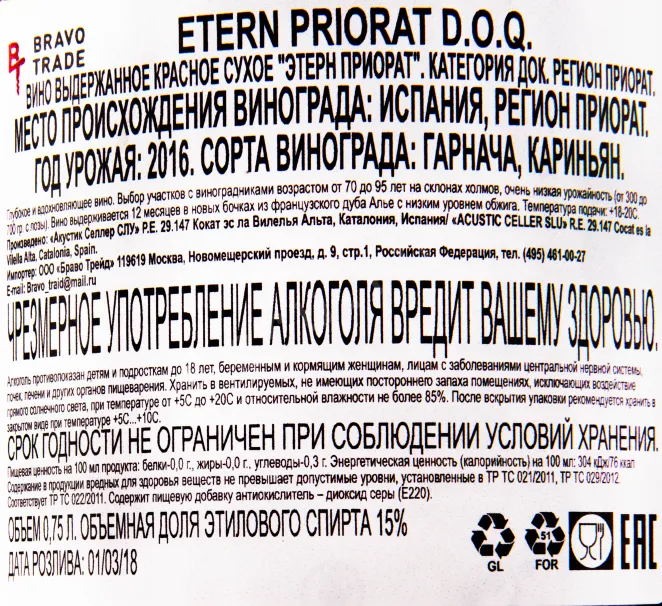 BRAVO
TRADE
ETERN PRIORAT D.O.Q.
ВИНО ВЫДЕРЖАННОЕ КРАСНОЕ СУХОЕ "ЭТЕРН ПРИОРАТ". КАТЕГОРИЯ ДОК. РЕГИОН ПРИОРАТ.
МЕСТО ПРОИСХОЖДЕНИЯ ВИНОГРАДА: ИСПАНИЯ, РЕГИОН ПРИОРАТ.
ГОД УРОЖАЯ: 2016. СОРТА ВИНОГРАДА: ГАРНАЧА, КАРИНЬЯН.
Глубокое и вдохновляющее вино. Выбор участков с виноградниками возрастом от 70 до 95 лет на склонах холмов, очень низкая урожайность (от 300 до
700 гр. с лозы). Вино выдерживается 12 месяцев в новых бочках из французского дуба Алье с низким уровнем обжига. Температура подачи: +18-20С.
Произведено: «Акустик Селлер СЛУ» P.E. 29.147 Кокат эс ла Вилелья Альта, Каталония, Испания/ «ACUSTIC CELLER SLU» R.E. 29.147 Cocat es la
Vilella Alta. Catalonia, Spain.
Импортер: ООО «Браво Трейд» 119619 Москва, Новомещерский проезд, д. 9, стр.1, Российская Федерация, тел. (495) 461-00-27
E-mail: Bravo_traid@mail.ru
ЧРЕЗМЕРНОЕ УПОТРЕБЛЕНИЕ АЛКОГОЛЯ ВРЕДИТ ВАШЕМУ ЗДОРОВЬЮ.
Алкоголь противопоказан детям и подросткам до 18 лет, беременным и кормящим женщинам, лицам с заболеваниями центральной нервной системы,
почек, печени и других органов пищеварения. Хранить в вентилируемых, не имеющих постороннего запаха помещениях, исключающих воздействие
прямого солнечного света, при температуре от +5С до +20С и относительной влажности не более 85%. После вскрытия упаковки рекомендуется хранить в
закрытом виде при температуре +5С...+10С.
СРОК ГОДНОСТИ НЕ ОГРАНИЧЕН ПРИ СОБЛЮДЕНИИ УСЛОВИЙ ХРАНЕНИЯ.
Пищевая ценность на 100 мл продукта: белки-0,0 г., жиры-0,0 г., углеводы-0,3 г. Энергетическая ценность (калорийность) на 100 мл: 304 кДж/76 ккал
Содержание в продукции вредных для здоровья веществ не превышает допустимые уровни, установленные в ТР ТС 021/2011, ТР ТС 029/2012
Соответствует ТР ТС 022/2011. Содержит пищевую добавку антиокислитель – диоксид серы (Е220).
ОБЪЕМ 0,75 Л. ОБЪЕМНАЯ ДОЛЯ ЭТИЛОВОГО СПИРТА 15%
ДАТА РОЗЛИВА: 01/03/18
GL
51
FOR
EAC